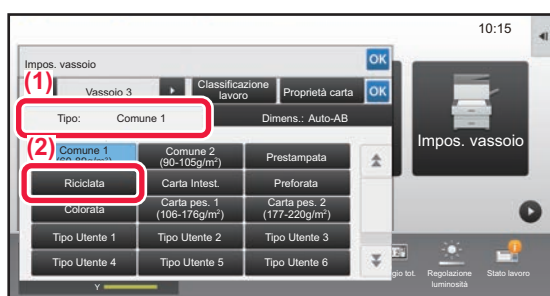 10:15
Impos. vassoio
OK
(1)
Vassoio 3
Classificazione
lavoro
Proprietà carta
OK
Tipo: Comune 1
Dimens.: Auto-AB
Impos. vassoio
(2)
Comune 1
Comune 2
(90-105g/m²)
Prestampata
Riciclata
Carta Intest.
Preforata
Colorata
Carta pes. 1
(106-176g/m²)
Carta pes. 2
(177-220g/m²)
Tipo Utente 1
Tipo Utente 2
Tipo Utente 3
Tipo Utente 4
Tipo Utente 5
Tipo Utente 6
gio tot.
Regolazione
luminosità
Stato lavoro
Y